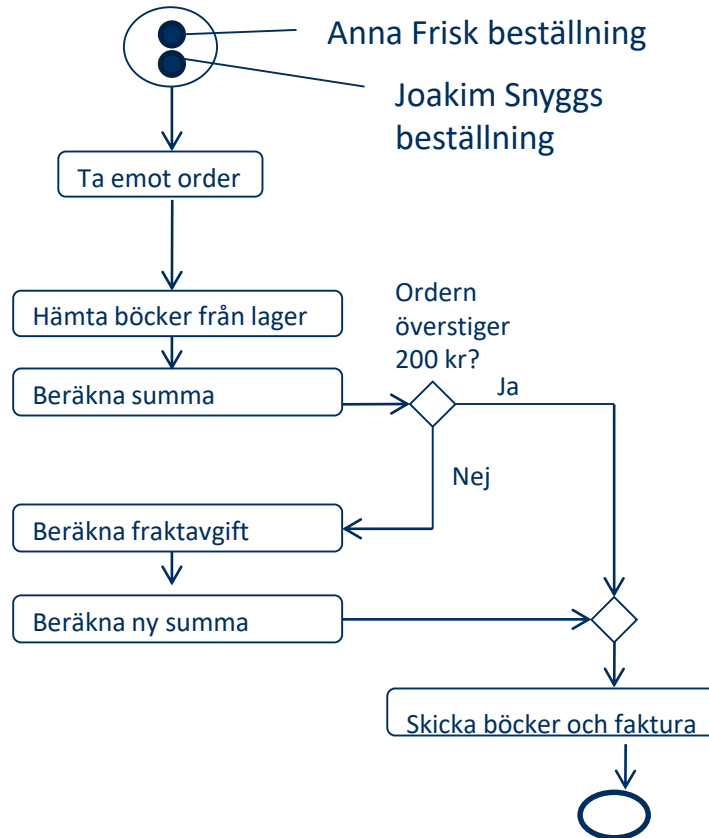 Anna Frisk beställning
Joakim Snyggs
beställning
Ta emot order
Hämta böcker från lager
Ordern
överstiger
200 kr?
Beräkna summa
Ja
Nej
Beräkna fraktavgift
Beräkna ny summa
Skicka böcker och faktura